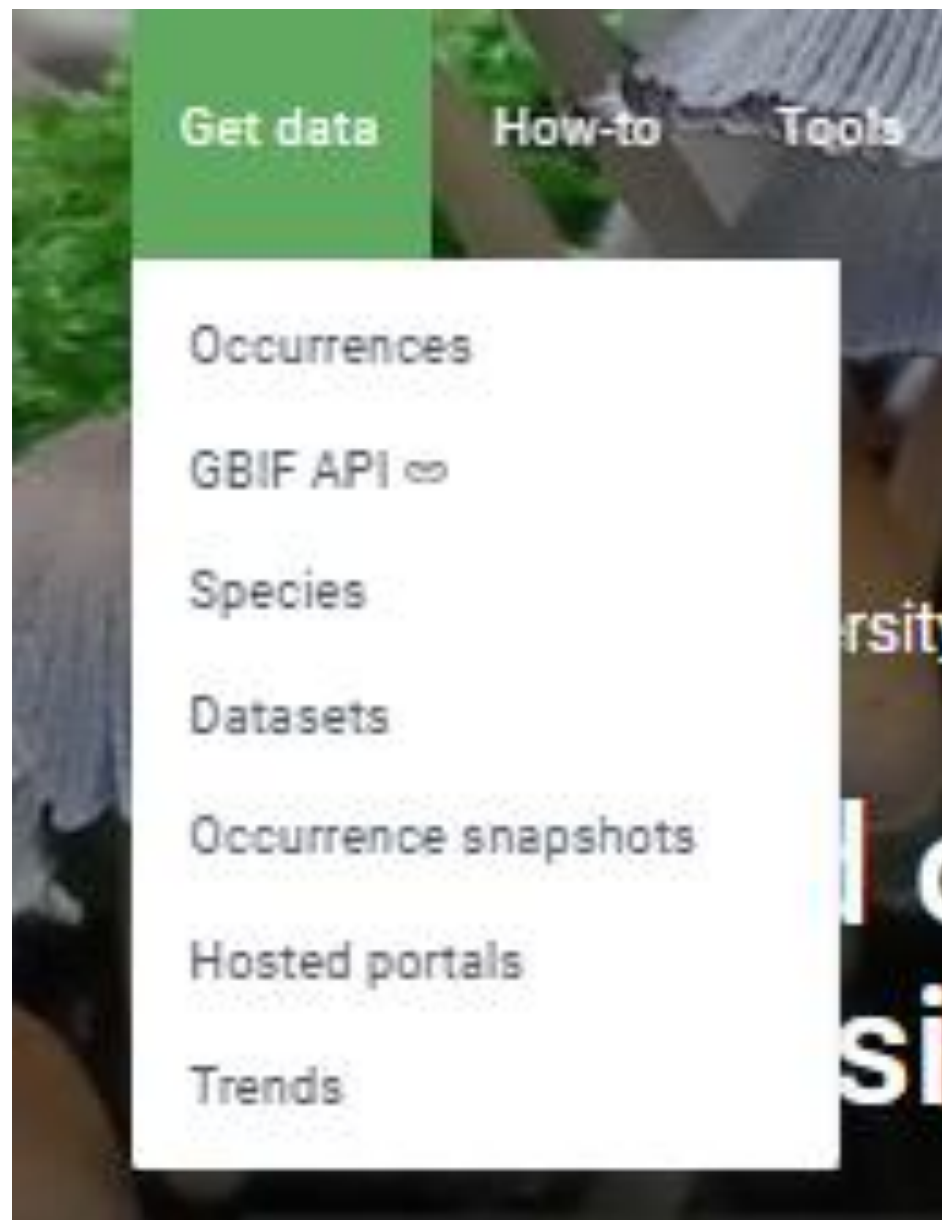 Get data How-to Tools
Occurrences
GBIF API
Species
Datasets
Occurrence snapshots
Hosted portals
Trends